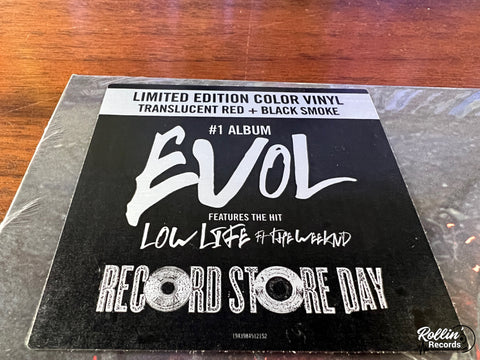 LIMITED EDITION COLOR VINYL
TRANSLUCENT RED + BLACK SMOKE
#1 ALBUM
EVOL
FEATURES THE HIT
LOW LIFE FT THE WEEKND
RECORD STORE DAY
Rollin'
Records